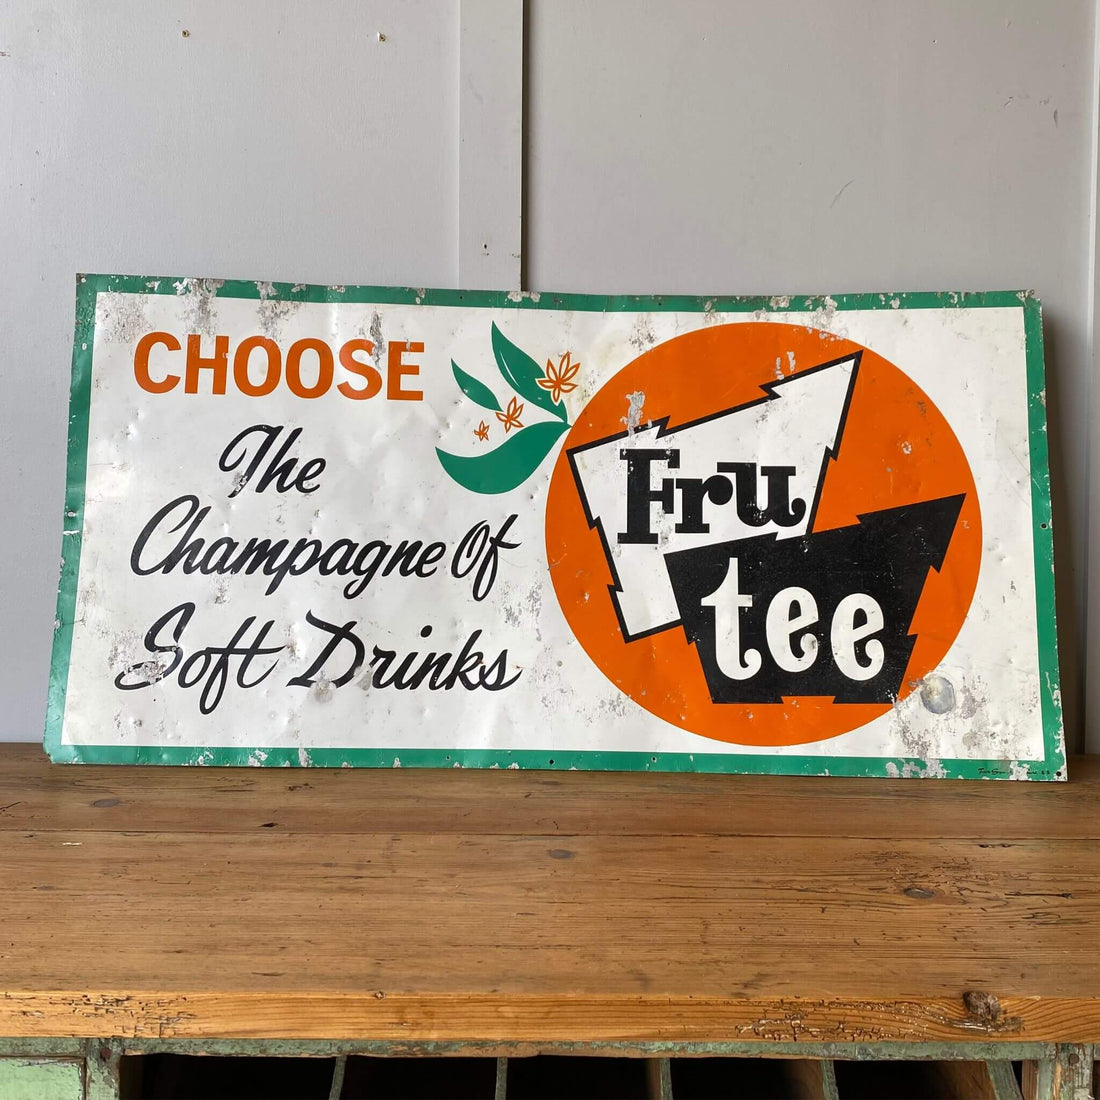 CHOOSE
The
Champagne Of
Soft Drinks
Fru
tee